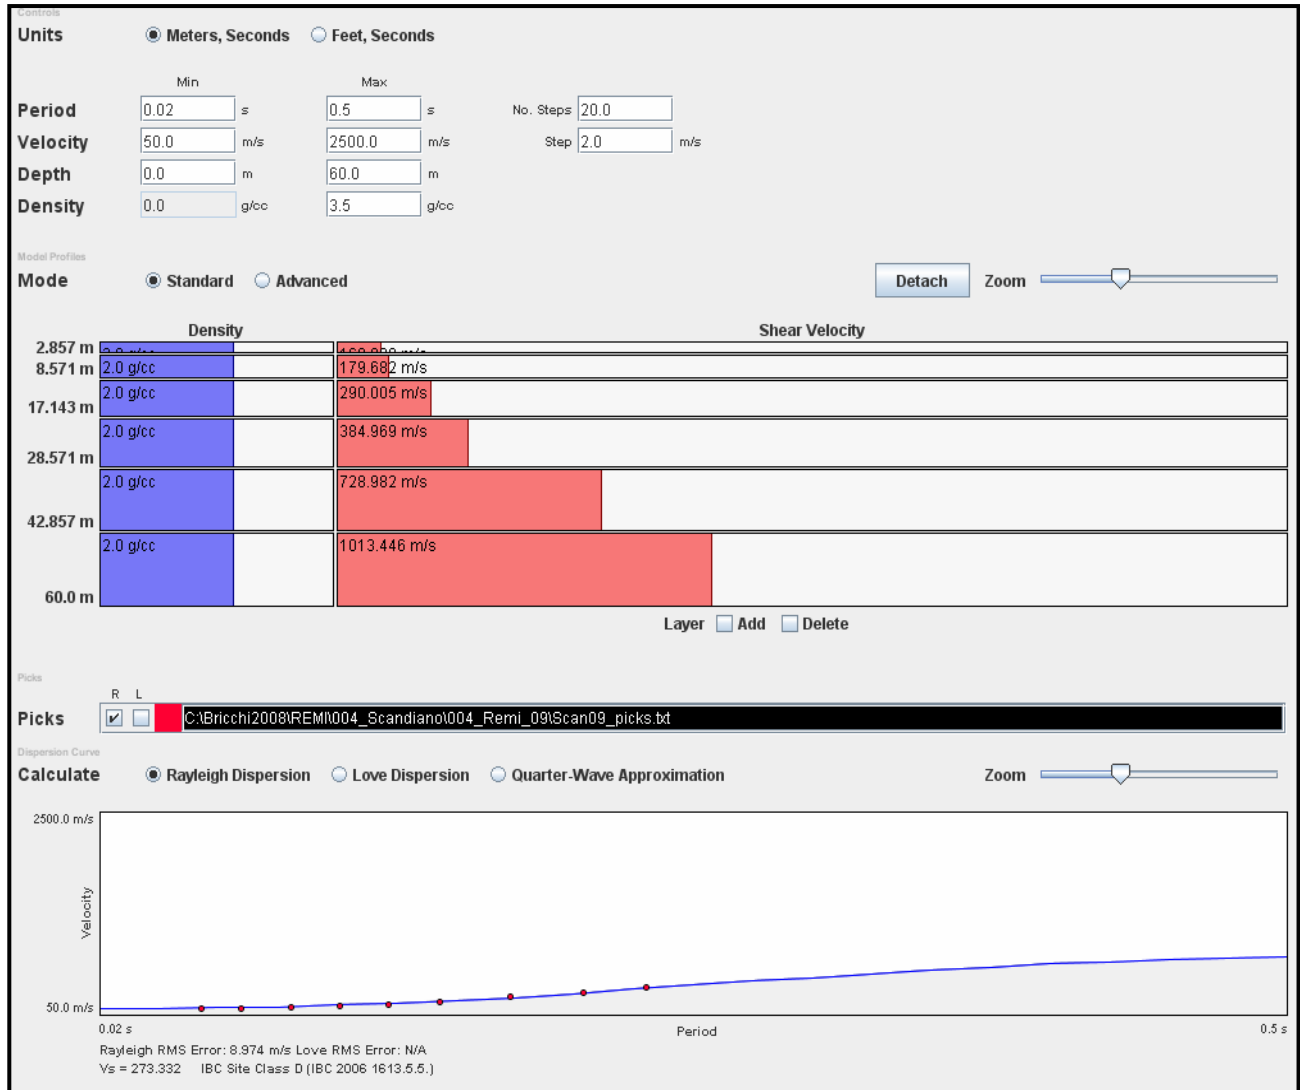 Controls
Units Meters, Seconds Feet, Seconds
Min Max
Period 0.02 s 0.5 s No. Steps 20.0
Velocity 50.0 m/s 2500.0 m/s Step 2.0 m/s
Depth 0.0 m 60.0 m
Density 0.0 g/cc 3.5 g/cc
Model Profiles
Mode Standard Advanced Detach Zoom
Density Shear Velocity
2.857 m 2.0 g/cc
8.571 m 2.0 g/cc 179.682 m/s
2.0 g/cc 290.005 m/s
17.143 m
2.0 g/cc 384.969 m/s
28.571 m
2.0 g/cc 728.982 m/s
42.857 m
2.0 g/cc 1013.446 m/s
60.0 m
Layer Add Delete
Picks
R L
Picks C:\Bricchi2008\REMI\004_Scandiano\004_Remi_09\Scan09_picks.txt
Dispersion Curve
Calculate Rayleigh Dispersion Love Dispersion Quarter-Wave Approximation Zoom
2500.0 m/s
Velocity
50.0 m/s
0.02 s Period 0.5 s
Rayleigh RMS Error: 8.974 m/s Love RMS Error: N/A
Vs = 273.332 IBC Site Class D (IBC 2006 1613.5.5.)